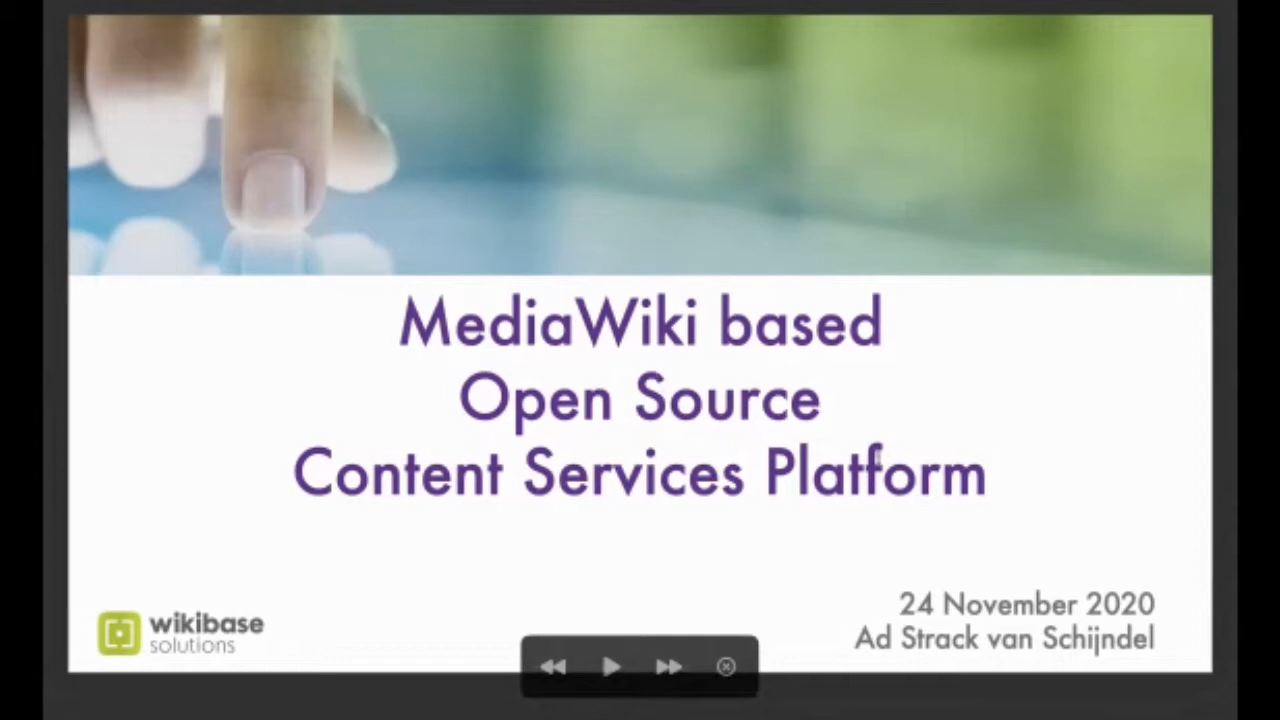 MediaWiki based
Open Source
Content Services Platform
24 November 2020
Ad Strack van Schijndel
wikibase
solutions